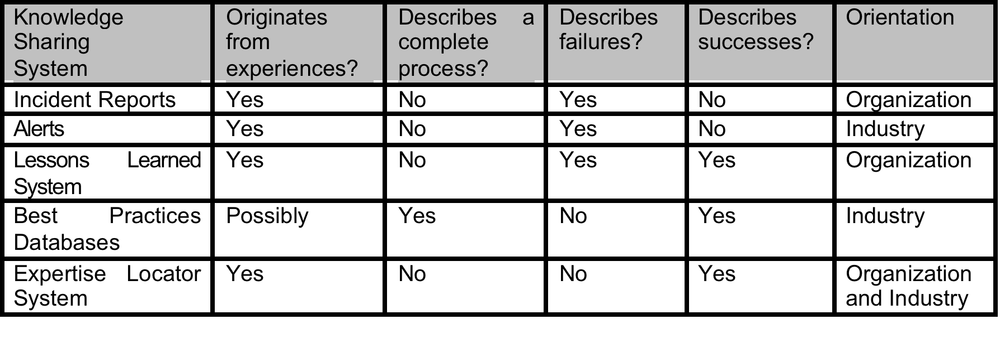 Knowledge Sharing System
Originates from experiences?
Describes a complete process?
Describes failures?
Describes successes?
Orientation
Incident Reports Yes No Yes No Organization
Alerts Yes No Yes No Industry
Lessons Learned System Yes No Yes Yes Organization
Best Practices Databases Possibly Yes No Yes Industry
Expertise Locator System Yes No No Yes Organization and Industry